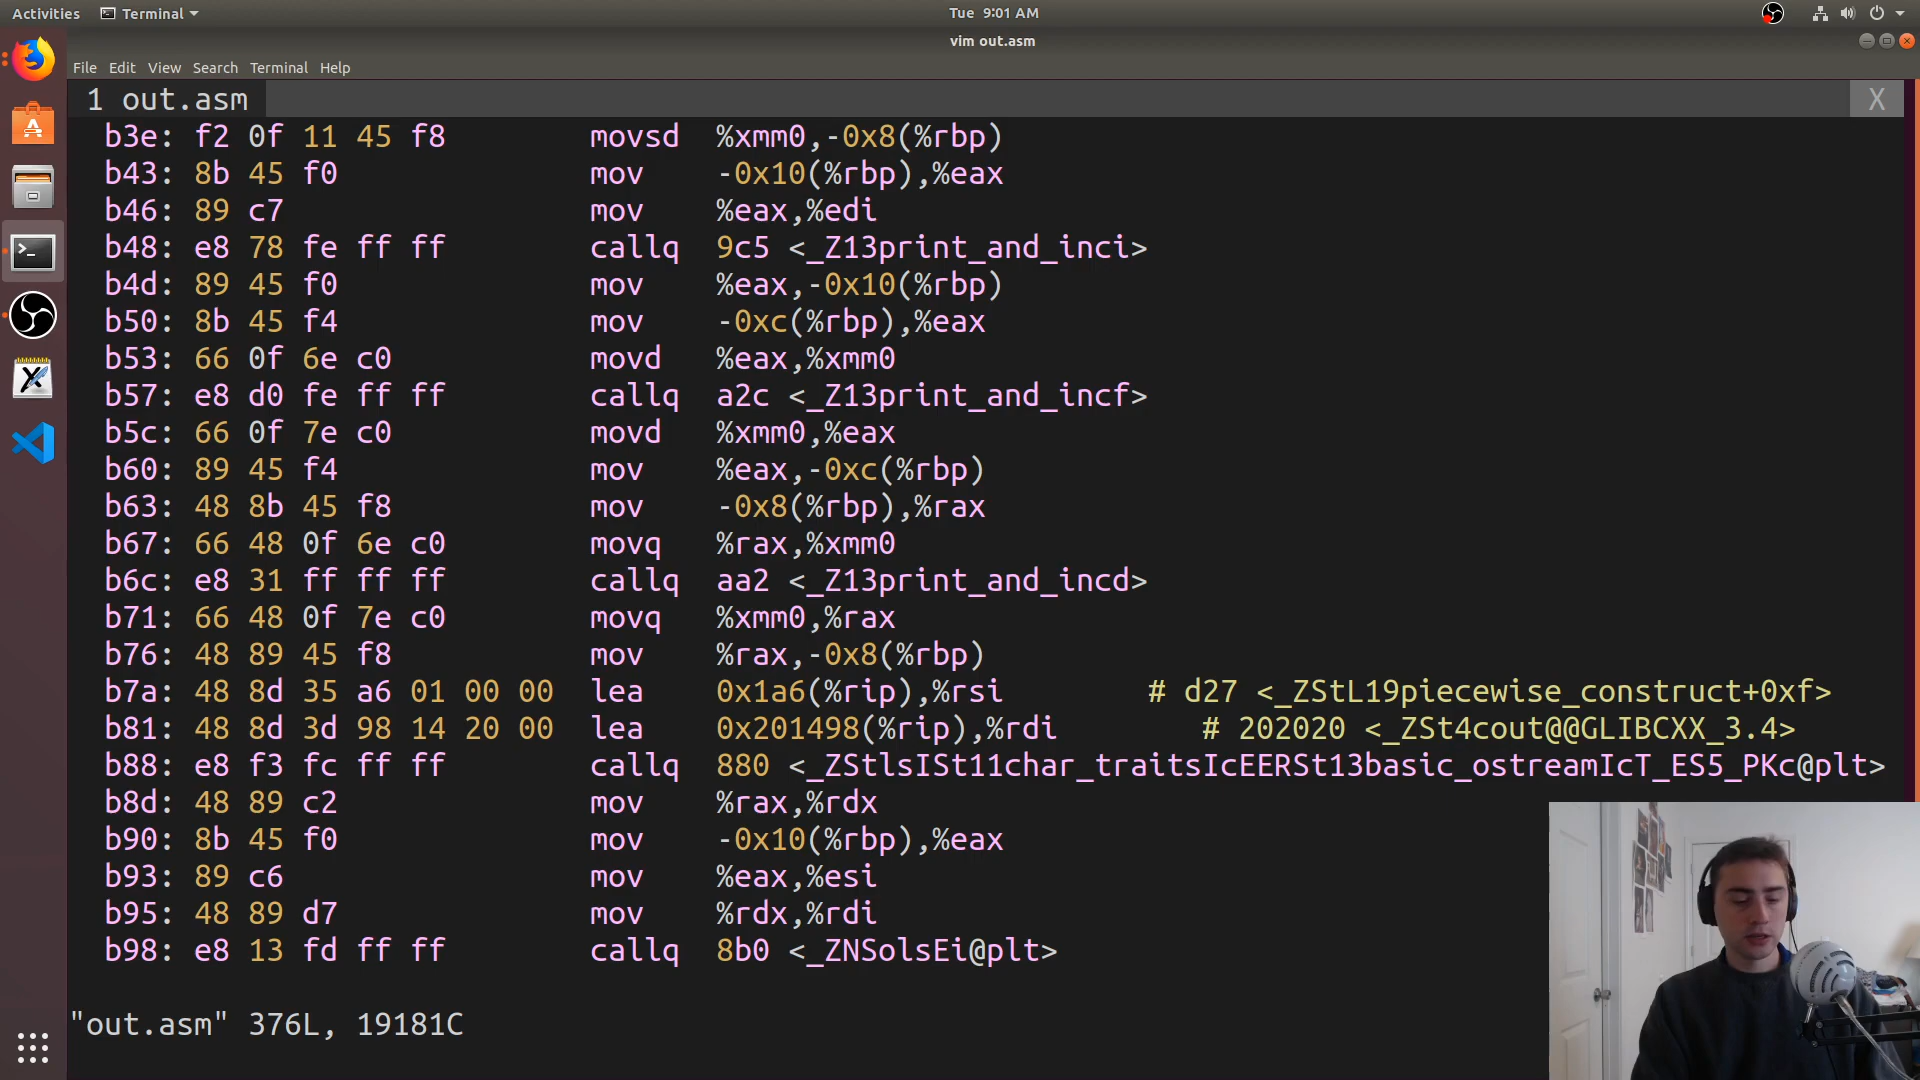 Activities Terminal Tue 9:01 AM
vim out.asm
File Edit View Search Terminal Help
1 out.asm X
b3e: f2 0f 11 45 f8 movsd %xmm0,-0x8(%rbp)
b43: 8b 45 f0 mov -0x10(%rbp),%eax
b46: 89 c7 mov %eax,%edi
b48: e8 78 fe ff ff callq 9c5 <_Z13print_and_inci>
b4d: 89 45 f0 mov %eax,-0x10(%rbp)
b50: 8b 45 f4 mov -0xc(%rbp),%eax
b53: 66 0f 6e c0 movd %eax,%xmm0
b57: e8 d0 fe ff ff callq a2c <_Z13print_and_incf>
b5c: 66 0f 7e c0 movd %xmm0,%eax
b60: 89 45 f4 mov %eax,-0xc(%rbp)
b63: 48 8b 45 f8 mov -0x8(%rbp),%rax
b67: 66 48 0f 6e c0 movq %rax,%xmm0
b6c: e8 31 ff ff ff callq aa2 <_Z13print_and_incd>
b71: 66 48 0f 7e c0 movq %xmm0,%rax
b76: 48 89 45 f8 mov %rax,-0x8(%rbp)
b7a: 48 8d 35 a6 01 00 00 lea 0x1a6(%rip),%rsi # d27 <_ZStL19piecewise_construct+0xf>
b81: 48 8d 3d 98 14 20 00 lea 0x201498(%rip),%rdi # 202020 <_ZSt4cout@@GLIBCXX_3.4>
b88: e8 f3 fc ff ff callq 880 <_ZStlsISt11char_traitsIcEERSt13basic_ostreamIcT_ES5_PKc@plt>
b8d: 48 89 c2 mov %rax,%rdx
b90: 8b 45 f0 mov -0x10(%rbp),%eax
b93: 89 c6 mov %eax,%esi
b95: 48 89 d7 mov %rdx,%rdi
b98: e8 13 fd ff ff callq 8b0 <_ZNSolsEi@plt>
"out.asm" 376L, 19181C